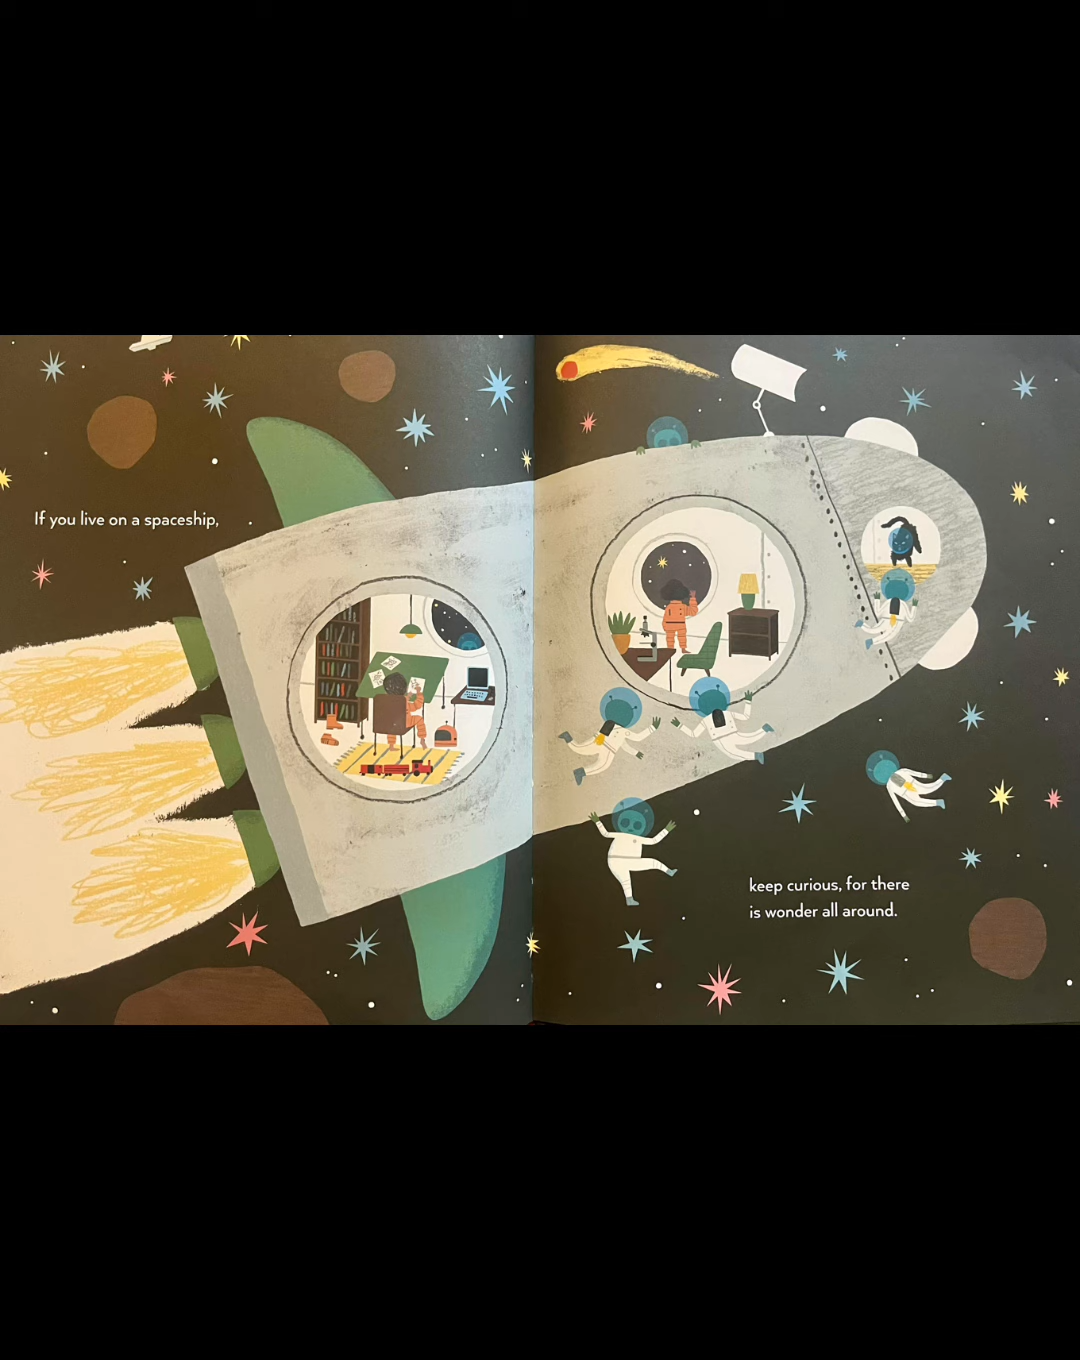 If you live on a spaceship,
keep curious, for there
is wonder all around.